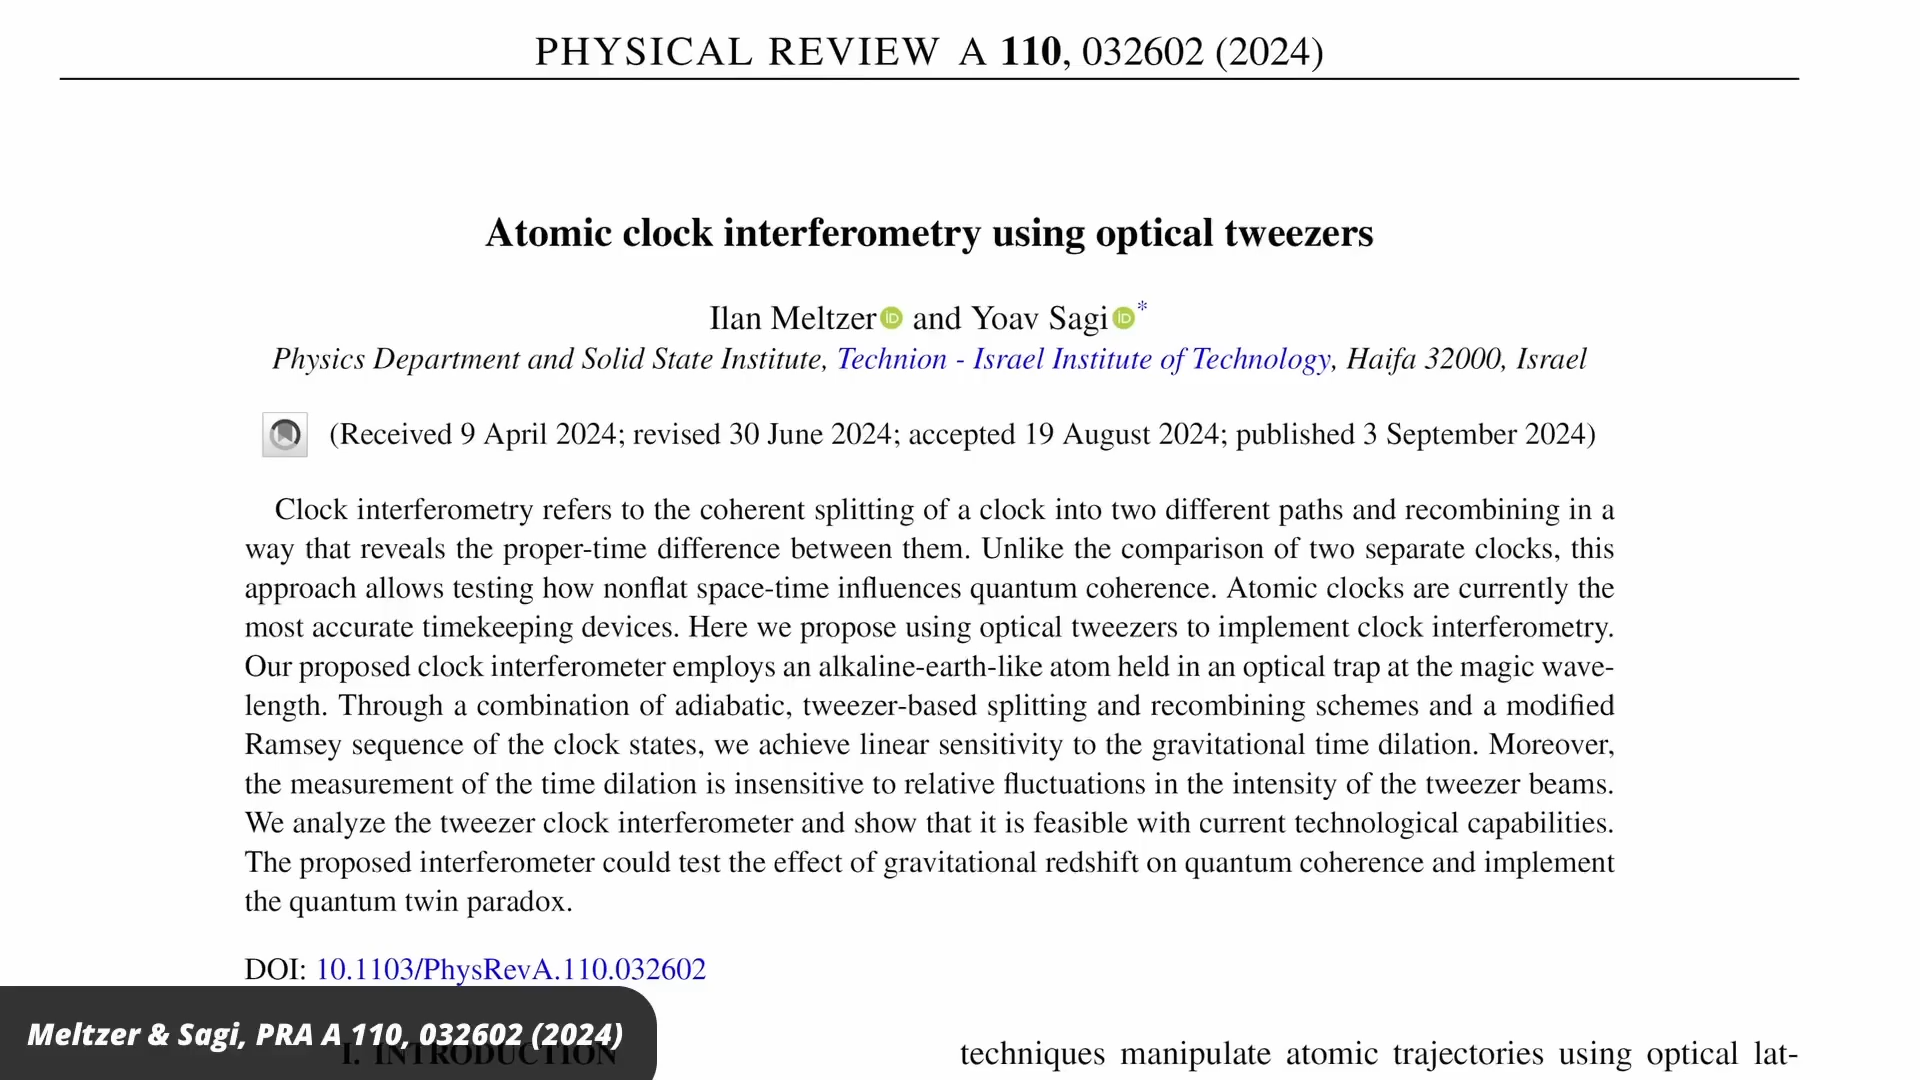 PHYSICAL REVIEW A 110, 032602 (2024)
Atomic clock interferometry using optical tweezers
Ilan Meltzer and Yoav Sagi*
Physics Department and Solid State Institute, Technion - Israel Institute of Technology, Haifa 32000, Israel
(Received 9 April 2024; revised 30 June 2024; accepted 19 August 2024; published 3 September 2024)
Clock interferometry refers to the coherent splitting of a clock into two different paths and recombining in a
way that reveals the proper-time difference between them. Unlike the comparison of two separate clocks, this
approach allows testing how nonflat space-time influences quantum coherence. Atomic clocks are currently the
most accurate timekeeping devices. Here we propose using optical tweezers to implement clock interferometry.
Our proposed clock interferometer employs an alkaline-earth-like atom held in an optical trap at the magic wave-
length. Through a combination of adiabatic, tweezer-based splitting and recombining schemes and a modified
Ramsey sequence of the clock states, we achieve linear sensitivity to the gravitational time dilation. Moreover,
the measurement of the time dilation is insensitive to relative fluctuations in the intensity of the tweezer beams.
We analyze the tweezer clock interferometer and show that it is feasible with current technological capabilities.
The proposed interferometer could test the effect of gravitational redshift on quantum coherence and implement
the quantum twin paradox.
DOI: 10.1103/PhysRevA.110.032602
Meltzer & Sagi, PRA A 110, 032602 (2024)
I. INTRODUCTION
techniques manipulate atomic trajectories using optical lat-